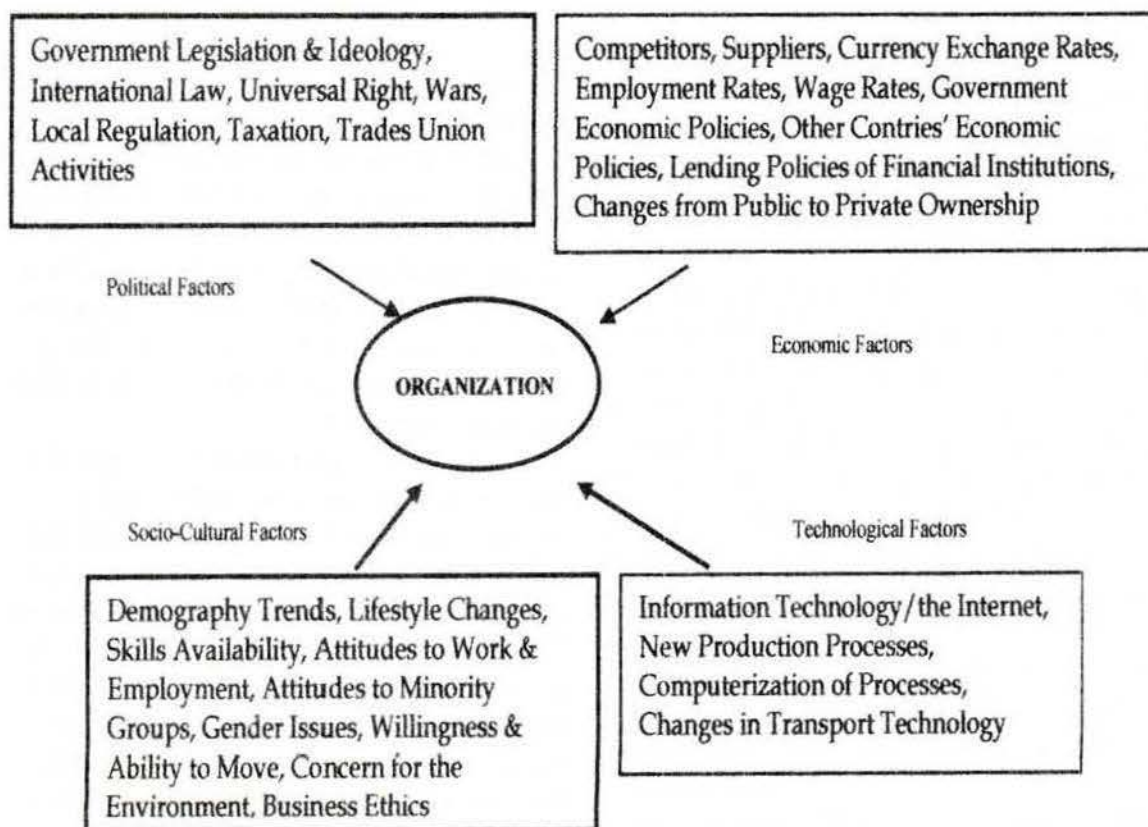 Government Legislation & Ideology,
International Law, Universal Right, Wars,
Local Regulation, Taxation, Trades Union
Activities
Competitors, Suppliers, Currency Exchange Rates,
Employment Rates, Wage Rates, Government
Economic Policies, Other Contries' Economic
Policies, Lending Policies of Financial Institutions,
Changes from Public to Private Ownership
Political Factors
Economic Factors
ORGANIZATION
Socio-Cultural Factors
Technological Factors
Demography Trends, Lifestyle Changes,
Skills Availability, Attitudes to Work &
Employment, Attitudes to Minority
Groups, Gender Issues, Willingness &
Ability to Move, Concern for the
Environment, Business Ethics
Information Technology/the Internet,
New Production Processes,
Computerization of Processes,
Changes in Transport Technology